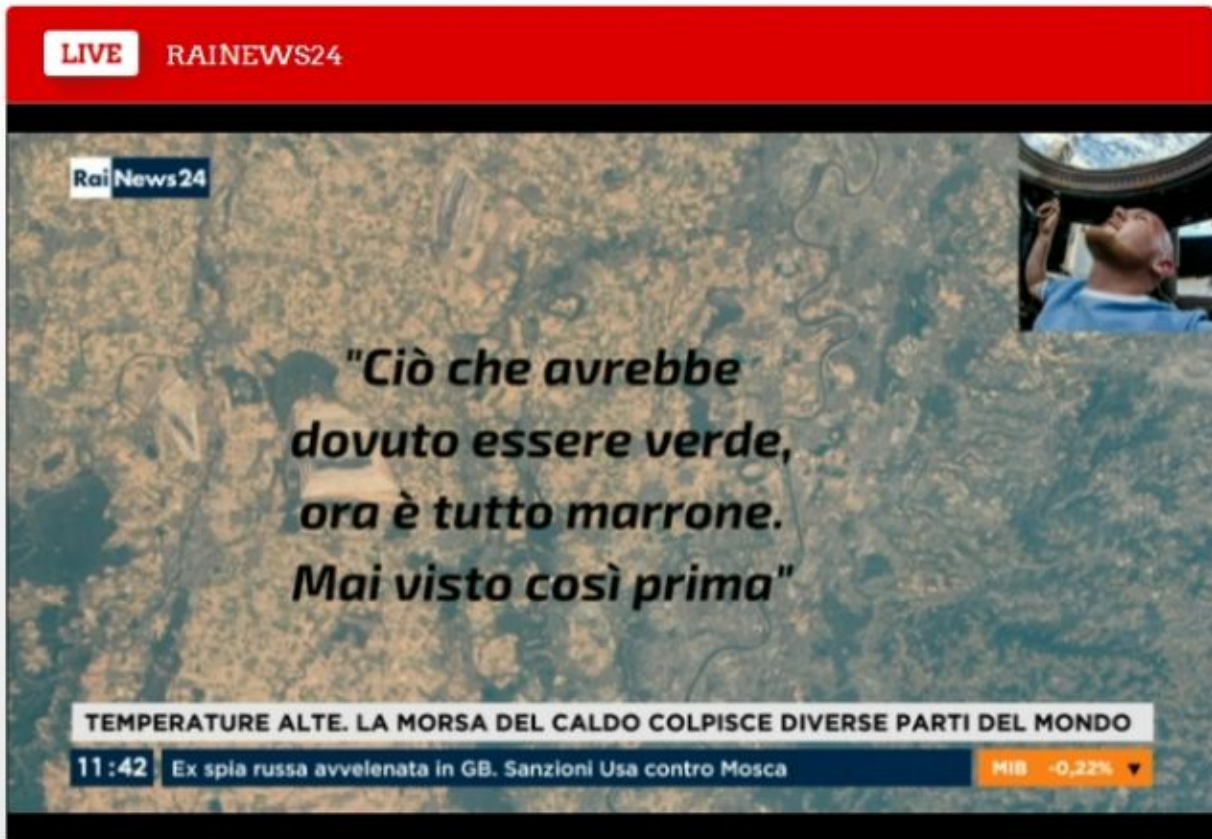 LIVE RAINEWS24
Rai News24
"Ciò che avrebbe
dovuto essere verde,
ora è tutto marrone.
Mai visto così prima"
TEMPERATURE ALTE. LA MORSA DEL CALDO COLPISCE DIVERSE PARTI DEL MONDO
11:42 Ex spia russa avvelenata in GB. Sanzioni Usa contro Mosca MIB -0,22% ▼